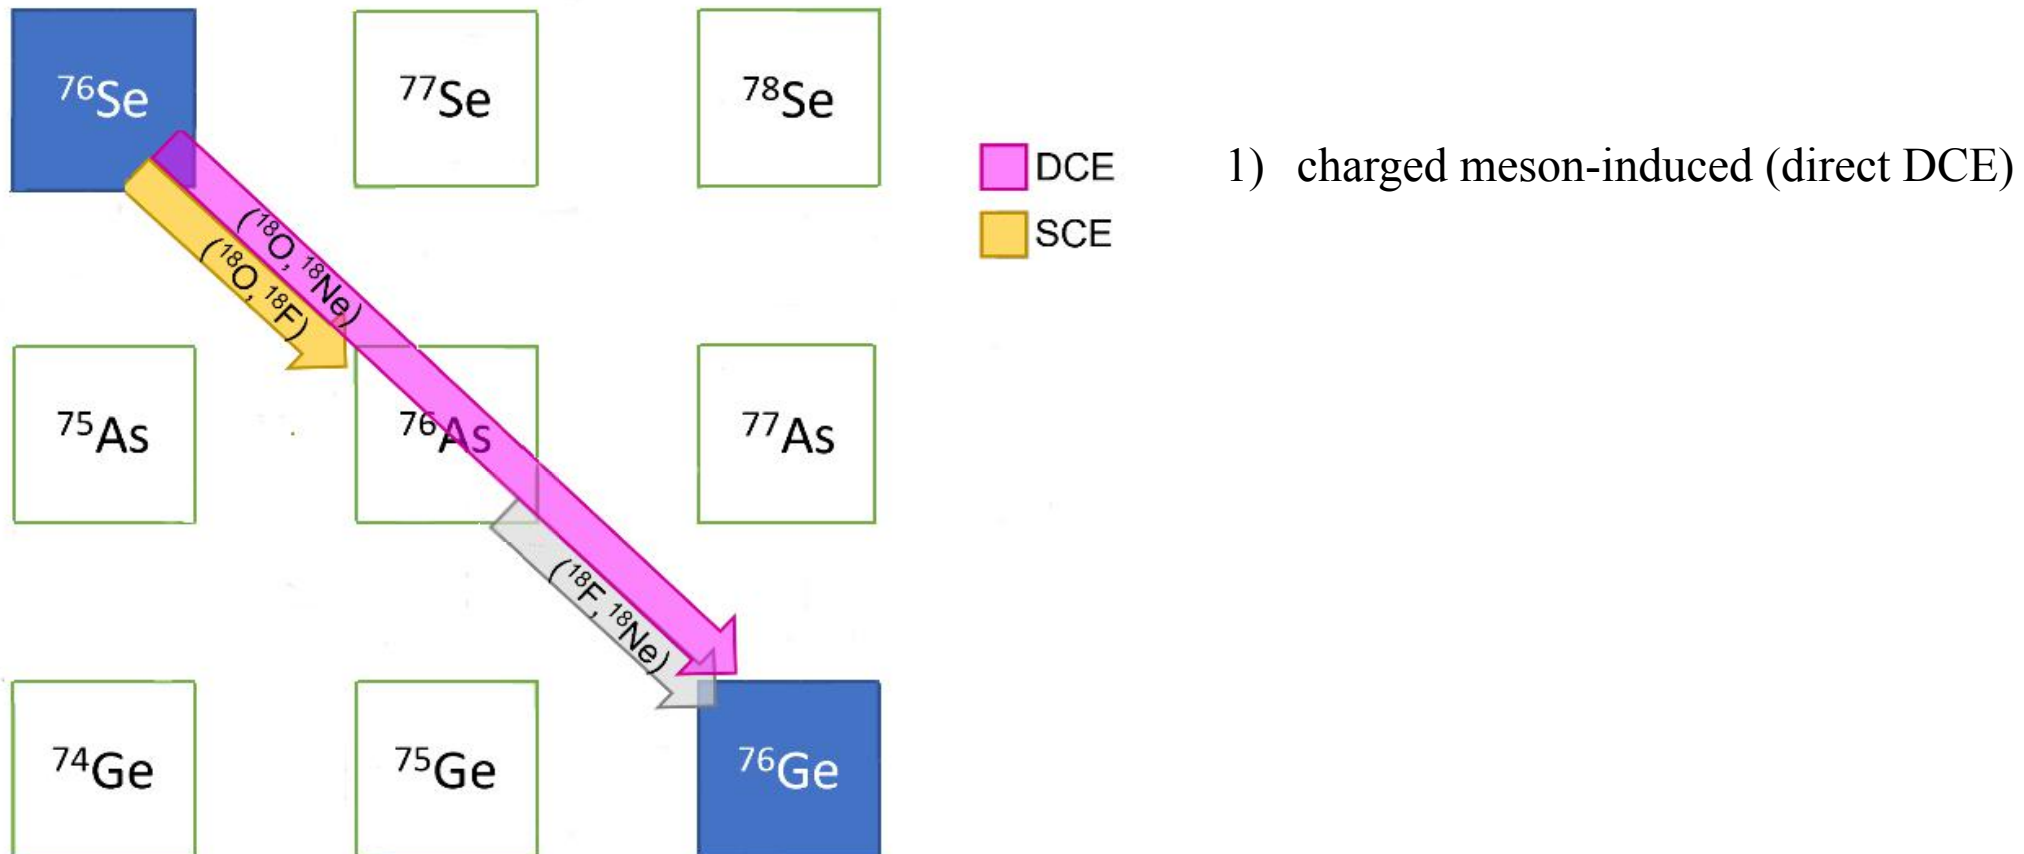 ⁷⁶Se
⁷⁷Se
⁷⁸Se
DCE
1) charged meson-induced (direct DCE)
SCE
(¹⁸O, ¹⁸Ne)
(¹⁸O, ¹⁸F)
⁷⁵As
⁷⁶As
⁷⁷As
(¹⁸F, ¹⁸Ne)
⁷⁴Ge
⁷⁵Ge
⁷⁶Ge